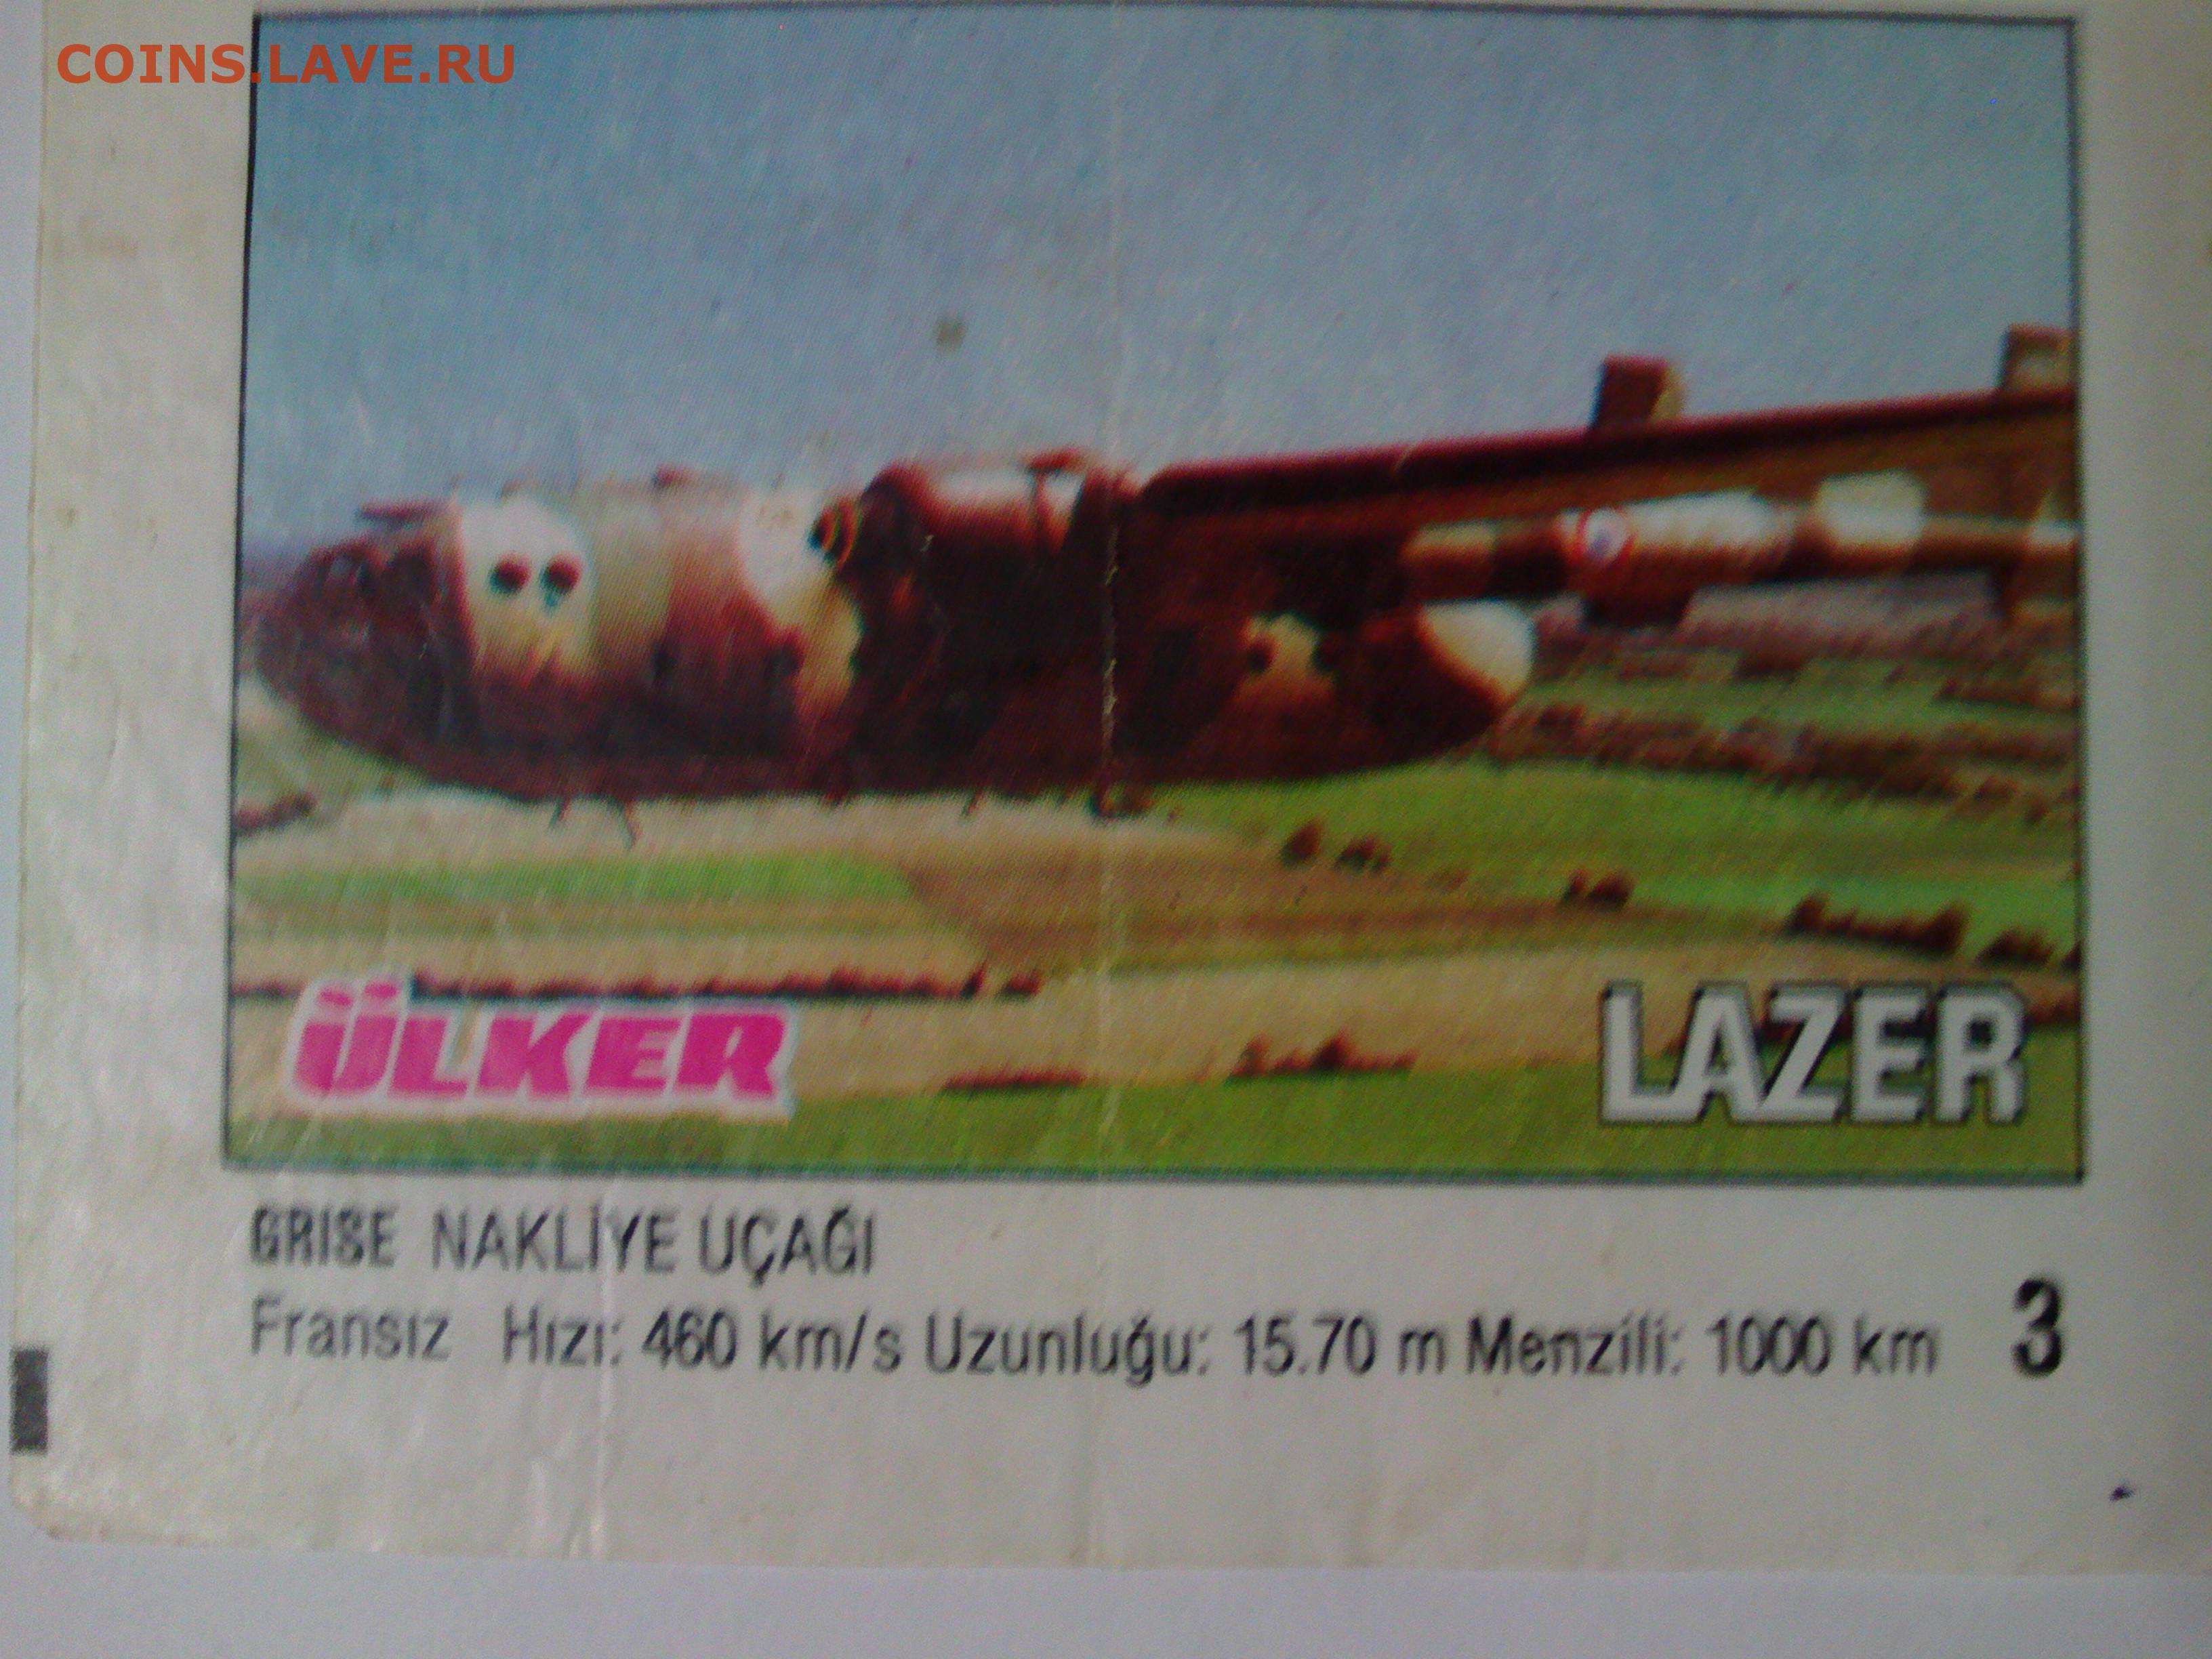 COINS.LAVE.RU
ÜLKER
LAZER
GRISE NAKLİYE UÇAĞI
Fransız Hızı: 460 km/s Uzunluğu: 15.70 m Menzili: 1000 km 3